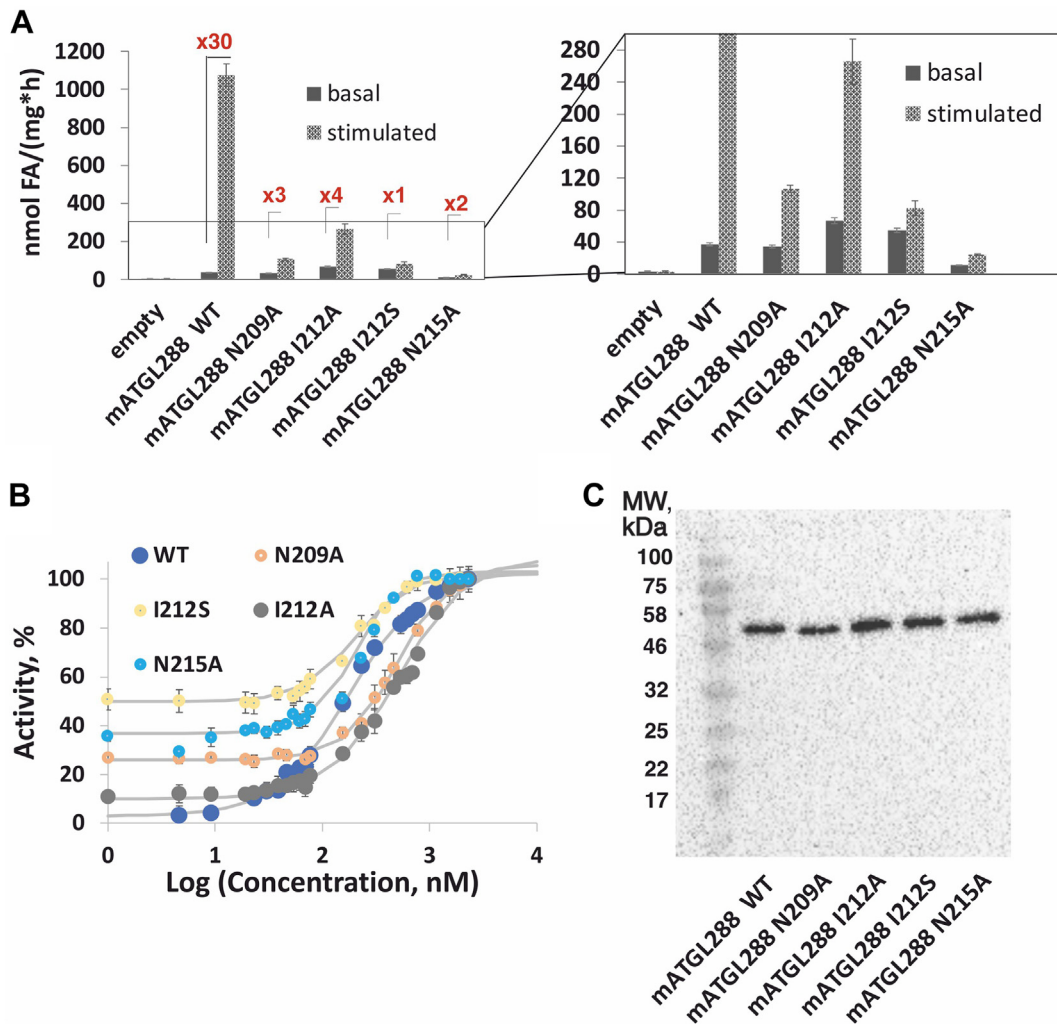 A
nmol FA/(mg*h)
1200
1000
800
600
400
200
0
x30
x3
x4
x1
x2
basal
stimulated
empty
mATGL288 WT
mATGL288 N209A
mATGL288 I212A
mATGL288 I212S
mATGL288 N215A
280
240
200
160
120
80
40
0
basal
stimulated
empty
mATGL288 WT
mATGL288 N209A
mATGL288 I212A
mATGL288 I212S
mATGL288 N215A
B
Activity, %
100
80
60
40
20
0
WT
N209A
I212S
I212A
N215A
0 1 2 3 4
Log (Concentration, nM)
C
MW,
kDa
100
75
58
46
32
25
22
17
mATGL288 WT
mATGL288 N209A
mATGL288 I212A
mATGL288 I212S
mATGL288 N215A